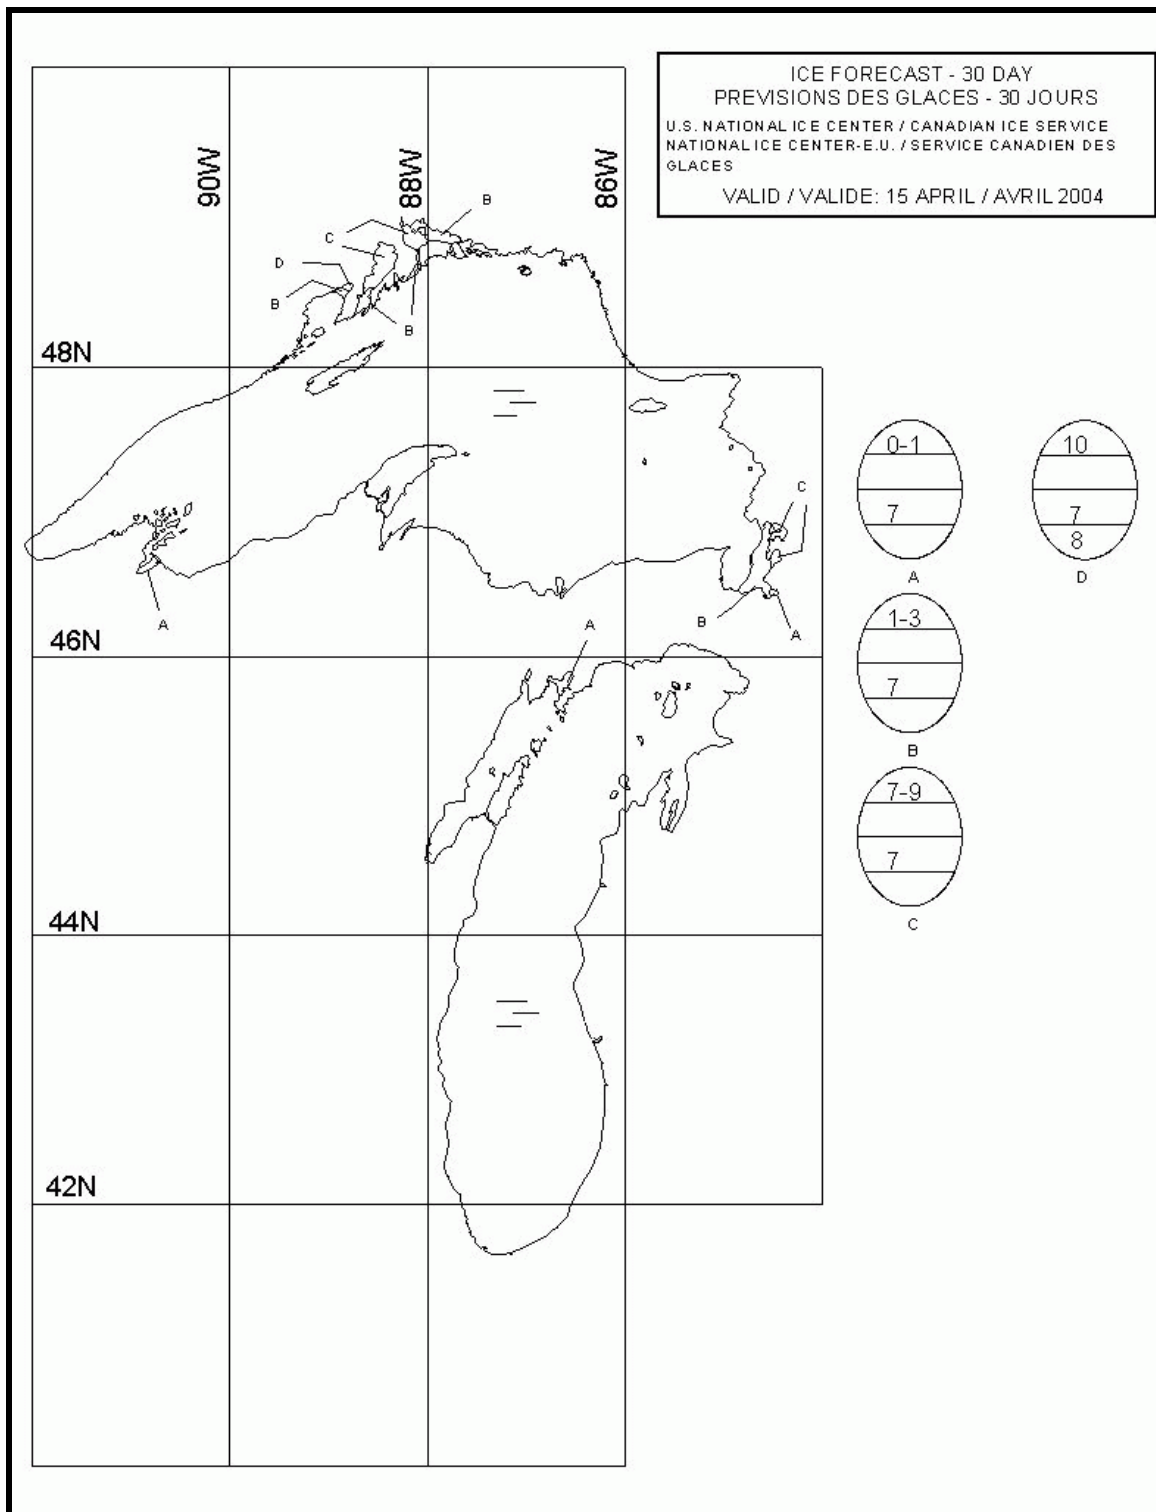 ICE FORECAST - 30 DAY
PREVISIONS DES GLACES - 30 JOURS
U.S. NATIONAL ICE CENTER / CANADIAN ICE SERVICE
NATIONAL ICE CENTER-E.U. / SERVICE CANADIEN DES
GLACES
VALID / VALIDE: 15 APRIL / AVRIL 2004
90W
88W
86W
B
C
D
B
B
48N
C
A
B
A
46N
A
44N
42N
0-1
7
A
10
7
8
D
1-3
7
B
7-9
7
C